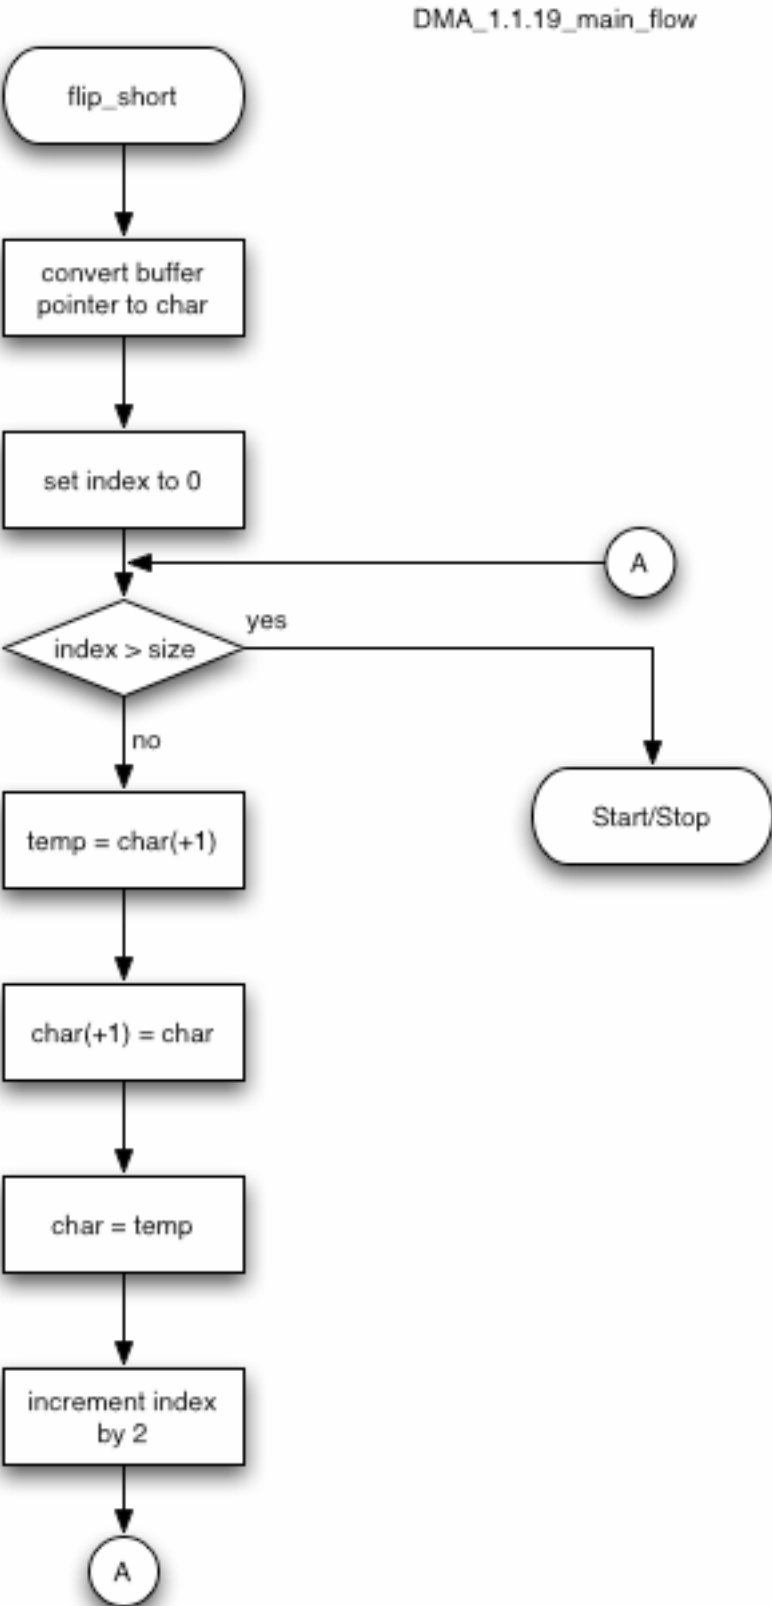 DMA_1.1.19_main_flow
flip_short
convert buffer
pointer to char
set index to 0
A
index > size
yes
no
temp = char(+1)
Start/Stop
char(+1) = char
char = temp
increment index
by 2
A